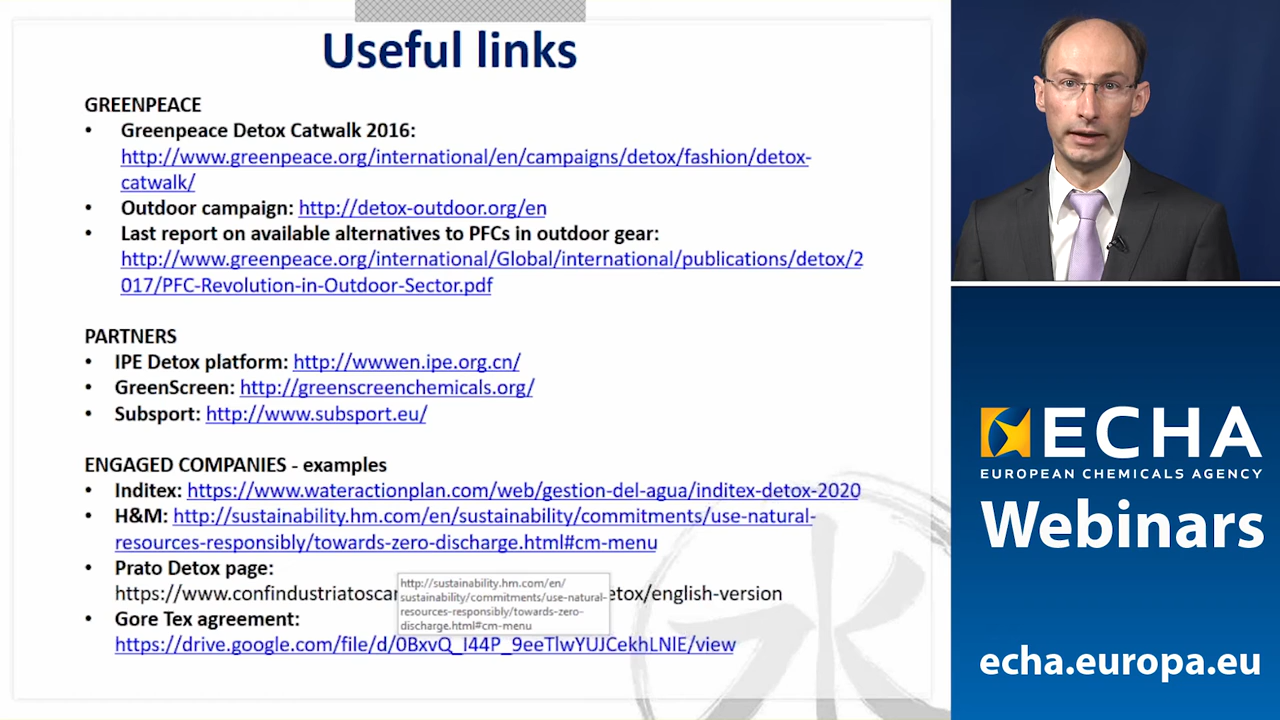 Useful links
GREENPEACE
• Greenpeace Detox Catwalk 2016:
http://www.greenpeace.org/international/en/campaigns/detox/fashion/detox-
catwalk/
• Outdoor campaign: http://detox-outdoor.org/en
• Last report on available alternatives to PFCs in outdoor gear:
http://www.greenpeace.org/international/Global/international/publications/detox/2
017/PFC-Revolution-in-Outdoor-Sector.pdf
PARTNERS
• IPE Detox platform: http://wwwen.ipe.org.cn/
• GreenScreen: http://greenscreenchemicals.org/
• Subsport: http://www.subsport.eu/
ENGAGED COMPANIES - examples
• Inditex: https://www.wateractionplan.com/web/gestion-del-agua/inditex-detox-2020
• H&M: http://sustainability.hm.com/en/sustainability/commitments/use-natural-
resources-responsibly/towards-zero-discharge.html#cm-menu
• Prato Detox page:
https://www.confindustriatoscan etox/english-version
http://sustainability.hm.com/en/
sustainability/commitments/use-natural-
resources-responsibly/towards-zero-
discharge.html#cm-menu
• Gore Tex agreement:
https://drive.google.com/file/d/0BxvQ_I44P_9eeTlwYUJCekhLNlE/view
水
ECHA
EUROPEAN CHEMICALS AGENCY
Webinars
echa.europa.eu